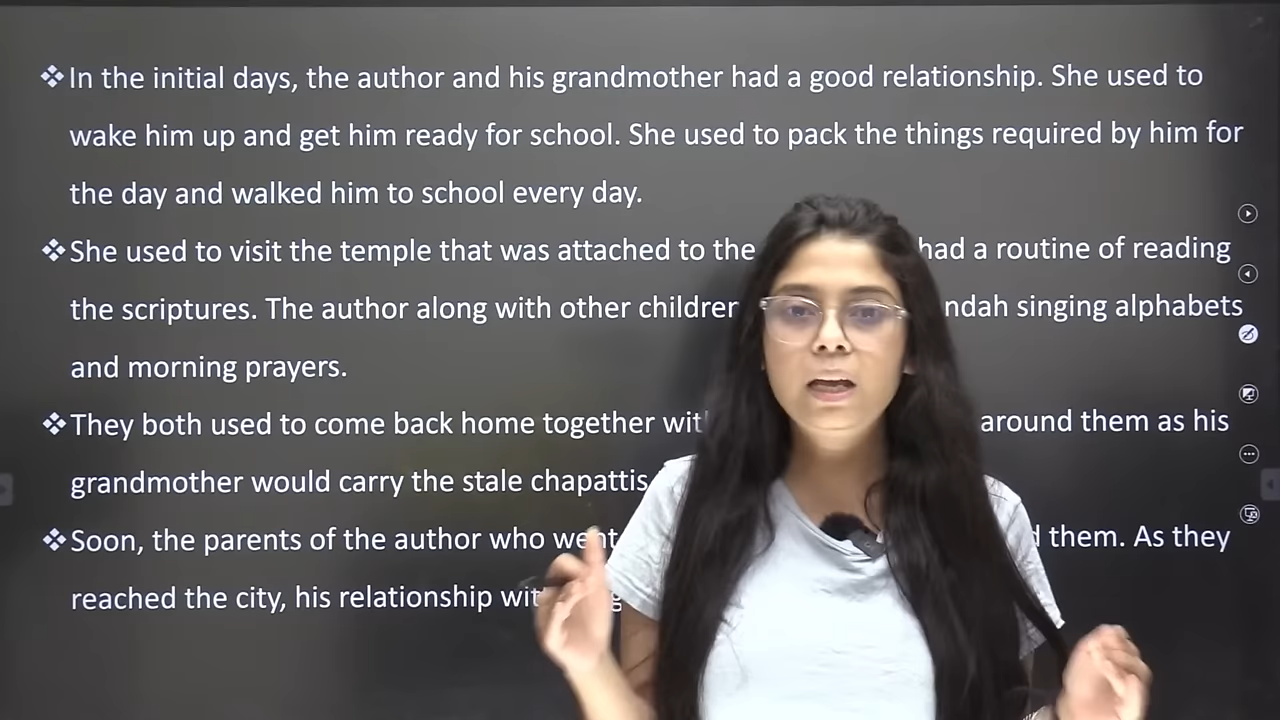 ❖In the initial days, the author and his grandmother had a good relationship. She used to
wake him up and get him ready for school. She used to pack the things required by him for
the day and walked him to school every day.
❖She used to visit the temple that was attached to the had a routine of reading
the scriptures. The author along with other children singing alphabets
and morning prayers.
❖They both used to come back home together around them as his
grandmother would carry the stale chapattis
❖Soon, the parents of the author who went them. As they
reached the city, his relationship